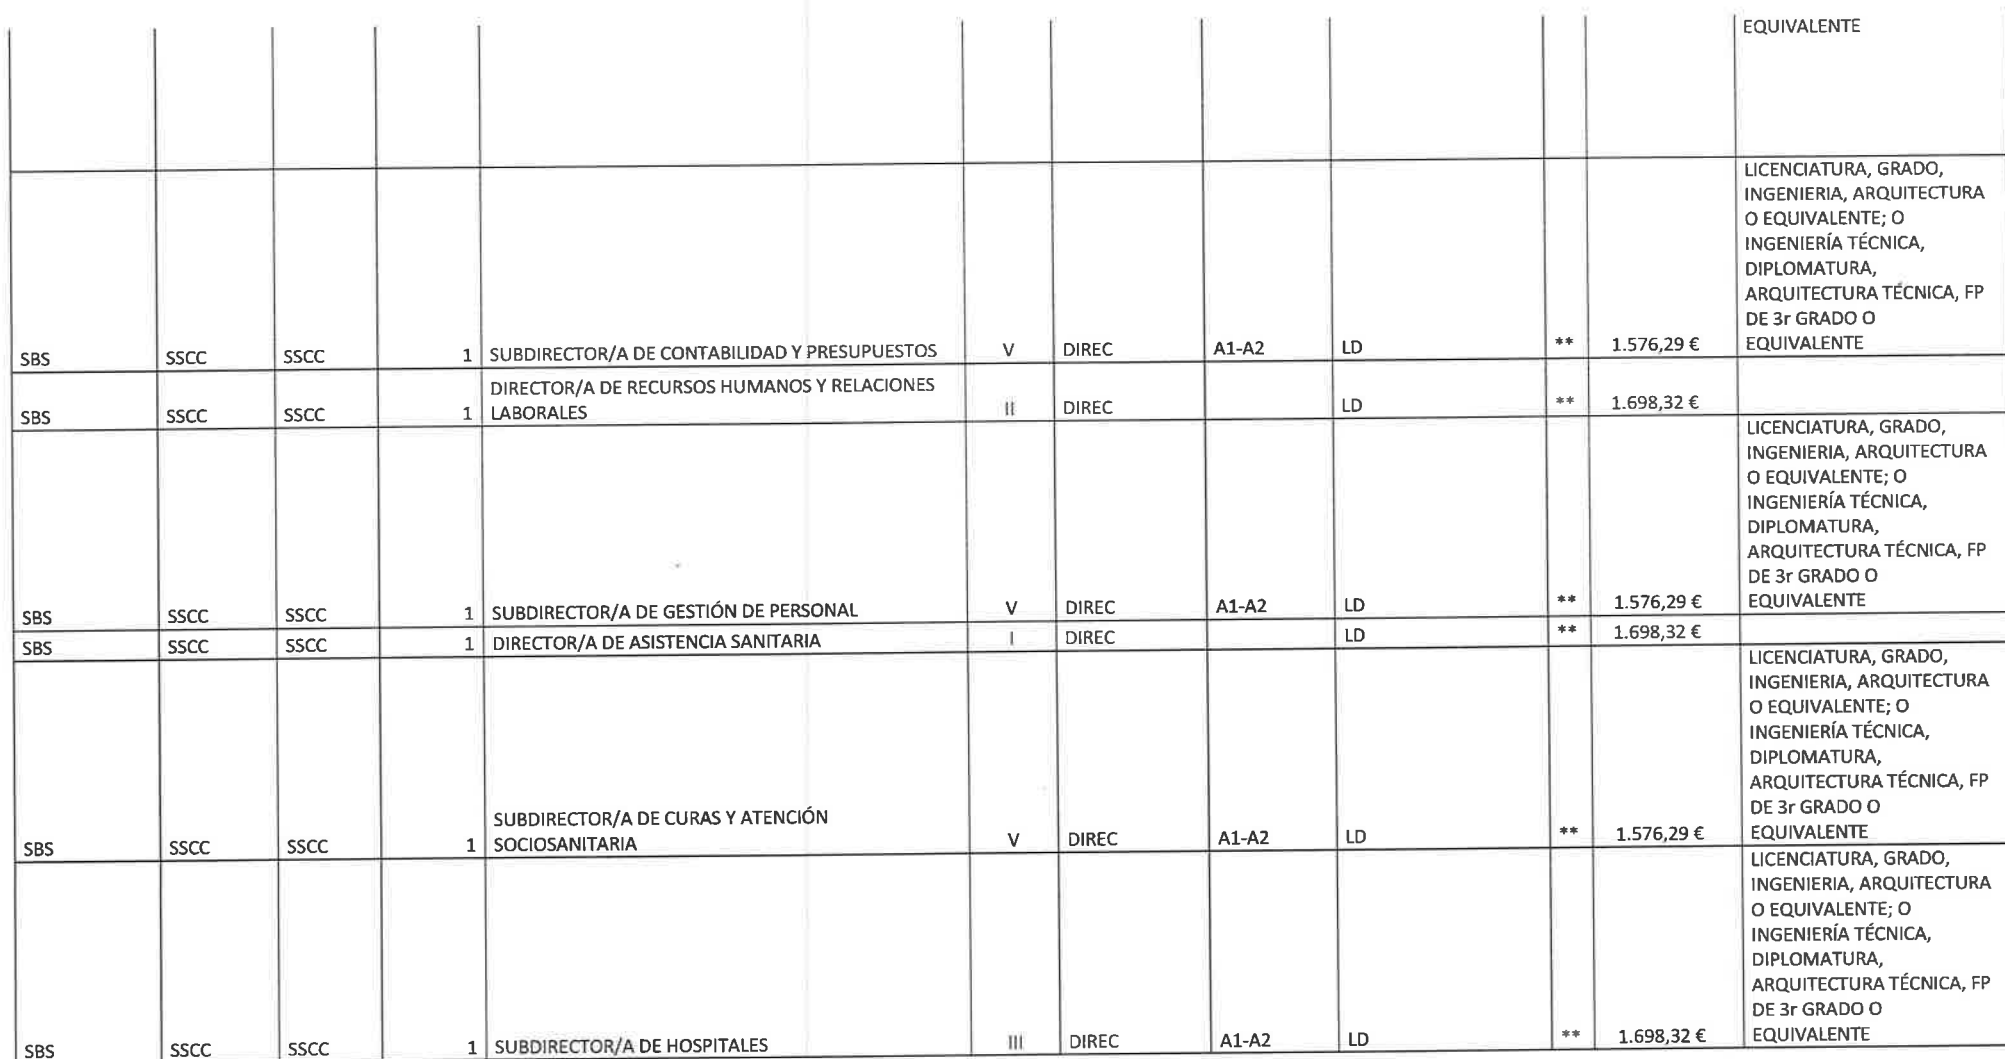 EQUIVALENTE
LICENCIATURA, GRADO,
INGENIERIA, ARQUITECTURA
O EQUIVALENTE; O
INGENIERÍA TÉCNICA,
DIPLOMATURA,
ARQUITECTURA TÉCNICA, FP
DE 3r GRADO O
SBS SSCC SSCC 1 SUBDIRECTOR/A DE CONTABILIDAD Y PRESUPUESTOS V DIREC A1-A2 LD ** 1.576,29 € EQUIVALENTE
DIRECTOR/A DE RECURSOS HUMANOS Y RELACIONES
SBS SSCC SSCC 1 LABORALES II DIREC LD ** 1.698,32 €
LICENCIATURA, GRADO,
INGENIERIA, ARQUITECTURA
O EQUIVALENTE; O
INGENIERÍA TÉCNICA,
DIPLOMATURA,
ARQUITECTURA TÉCNICA, FP
DE 3r GRADO O
SBS SSCC SSCC 1 SUBDIRECTOR/A DE GESTIÓN DE PERSONAL V DIREC A1-A2 LD ** 1.576,29 € EQUIVALENTE
SBS SSCC SSCC 1 DIRECTOR/A DE ASISTENCIA SANITARIA I DIREC LD ** 1.698,32 €
LICENCIATURA, GRADO,
INGENIERIA, ARQUITECTURA
O EQUIVALENTE; O
INGENIERÍA TÉCNICA,
DIPLOMATURA,
ARQUITECTURA TÉCNICA, FP
DE 3r GRADO O
SUBDIRECTOR/A DE CURAS Y ATENCIÓN
SBS SSCC SSCC 1 SOCIOSANITARIA V DIREC A1-A2 LD ** 1.576,29 € EQUIVALENTE
LICENCIATURA, GRADO,
INGENIERIA, ARQUITECTURA
O EQUIVALENTE; O
INGENIERÍA TÉCNICA,
DIPLOMATURA,
ARQUITECTURA TÉCNICA, FP
DE 3r GRADO O
SBS SSCC SSCC 1 SUBDIRECTOR/A DE HOSPITALES III DIREC A1-A2 LD ** 1.698,32 € EQUIVALENTE